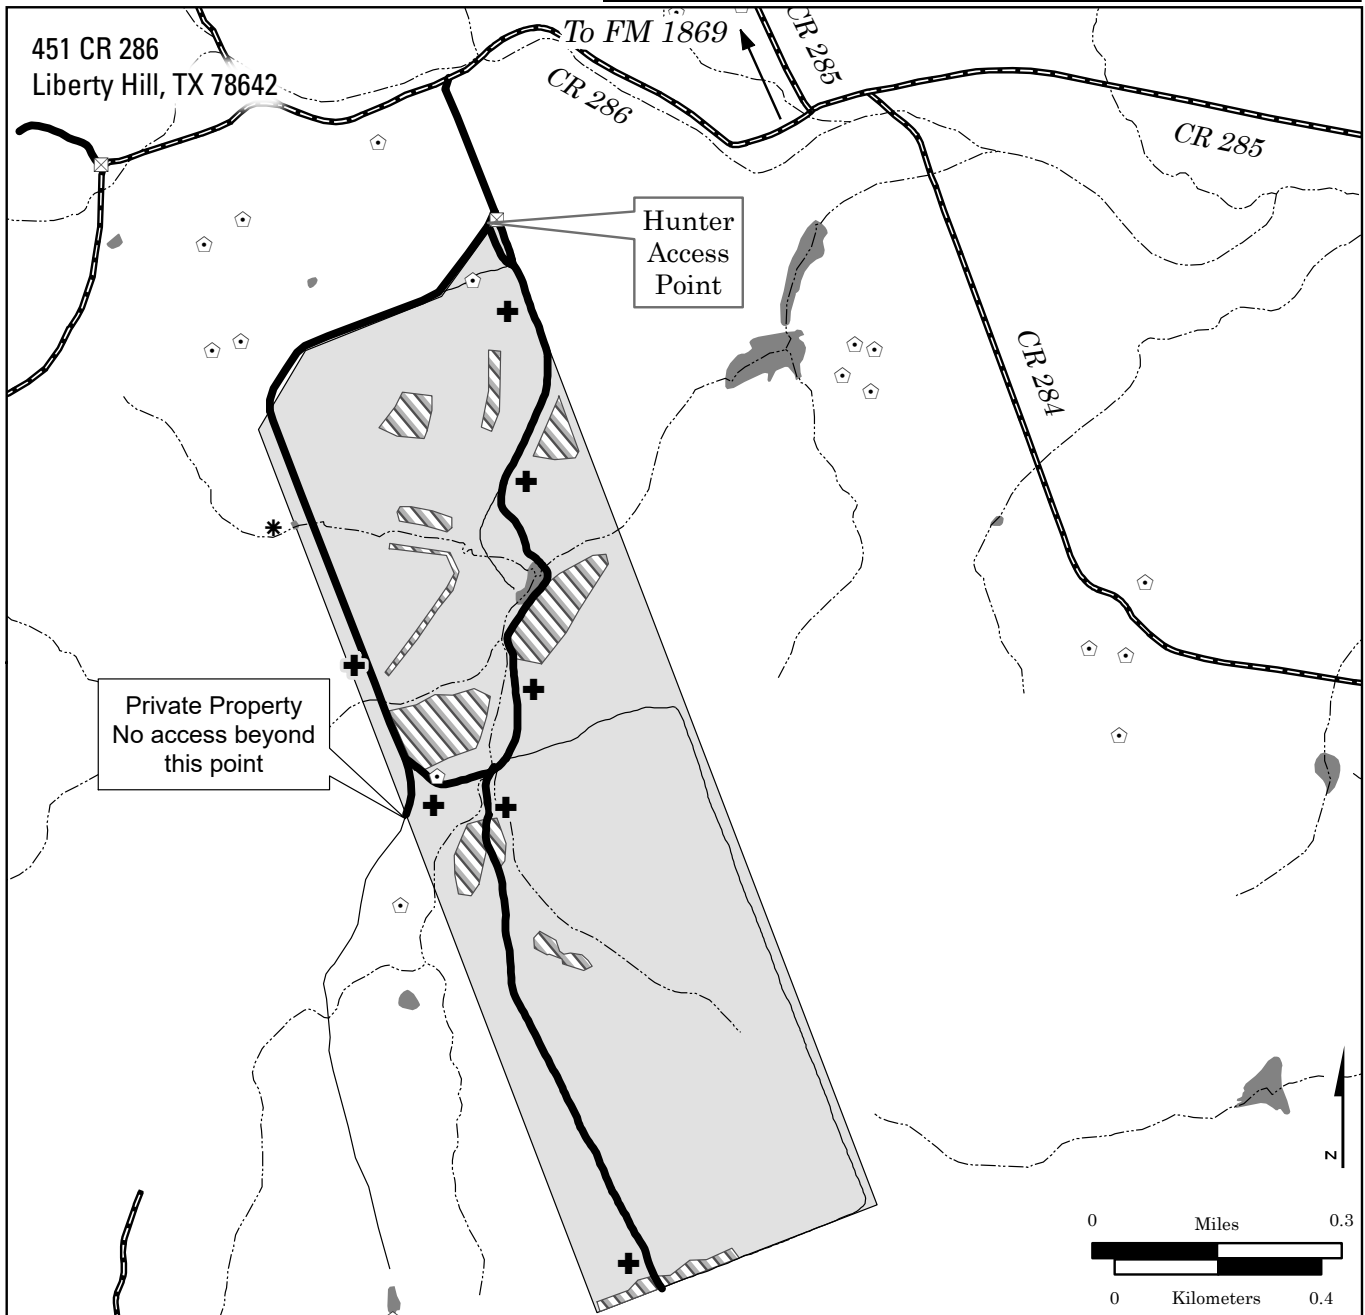 451 CR 286
Liberty Hill, TX 78642
To FM 1869
CR 285
CR 286
CR 285
Hunter
Access
Point
CR 284
Private Property
No access beyond
this point
N
0 Miles 0.3
0 Kilometers 0.4